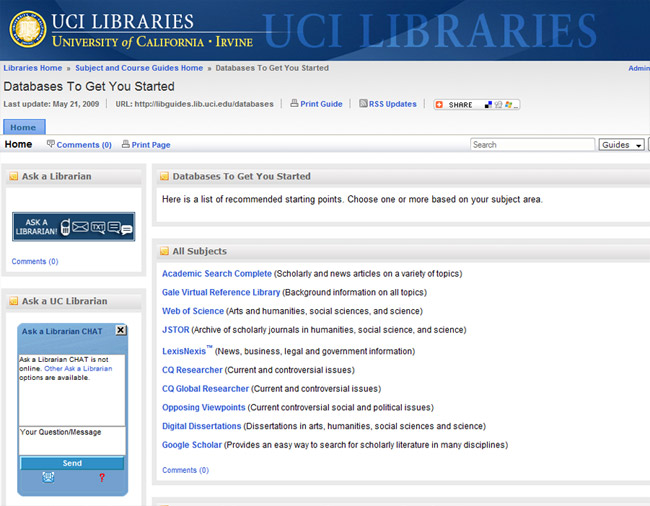 UCI LIBRARIES
UNIVERSITY OF CALIFORNIA · IRVINE
UCI LIBRARIES
Libraries Home » Subject and Course Guides Home » Databases To Get You Started
Admin
Databases To Get You Started
Last update: May 21, 2009 | URL: http://libguides.lib.uci.edu/databases | Print Guide | RSS Updates | SHARE
Home
Home Comments (0) Print Page
Search
Guides
Ask a Librarian
ASK A
LIBRARIAN!
TXT
Comments (0)
Ask a UC Librarian
Ask a Librarian CHAT X
Ask a Librarian CHAT is not
online. Other Ask a Librarian
options are available.
Your Question/Message
Send
?
Databases To Get You Started
Here is a list of recommended starting points. Choose one or more based on your subject area.
All Subjects
Academic Search Complete (Scholarly and news articles on a variety of topics)
Gale Virtual Reference Library (Background information on all topics)
Web of Science (Arts and humanities, social sciences, and science)
JSTOR (Archive of scholarly journals in humanities, social science, and science)
LexisNexis™ (News, business, legal and government information)
CQ Researcher (Current and controversial issues)
CQ Global Researcher (Current and controversial issues)
Opposing Viewpoints (Current controversial social and political issues)
Digital Dissertations (Dissertations in arts, humanities, social sciences and science)
Google Scholar (Provides an easy way to search for scholarly literature in many disciplines)
Comments (0)